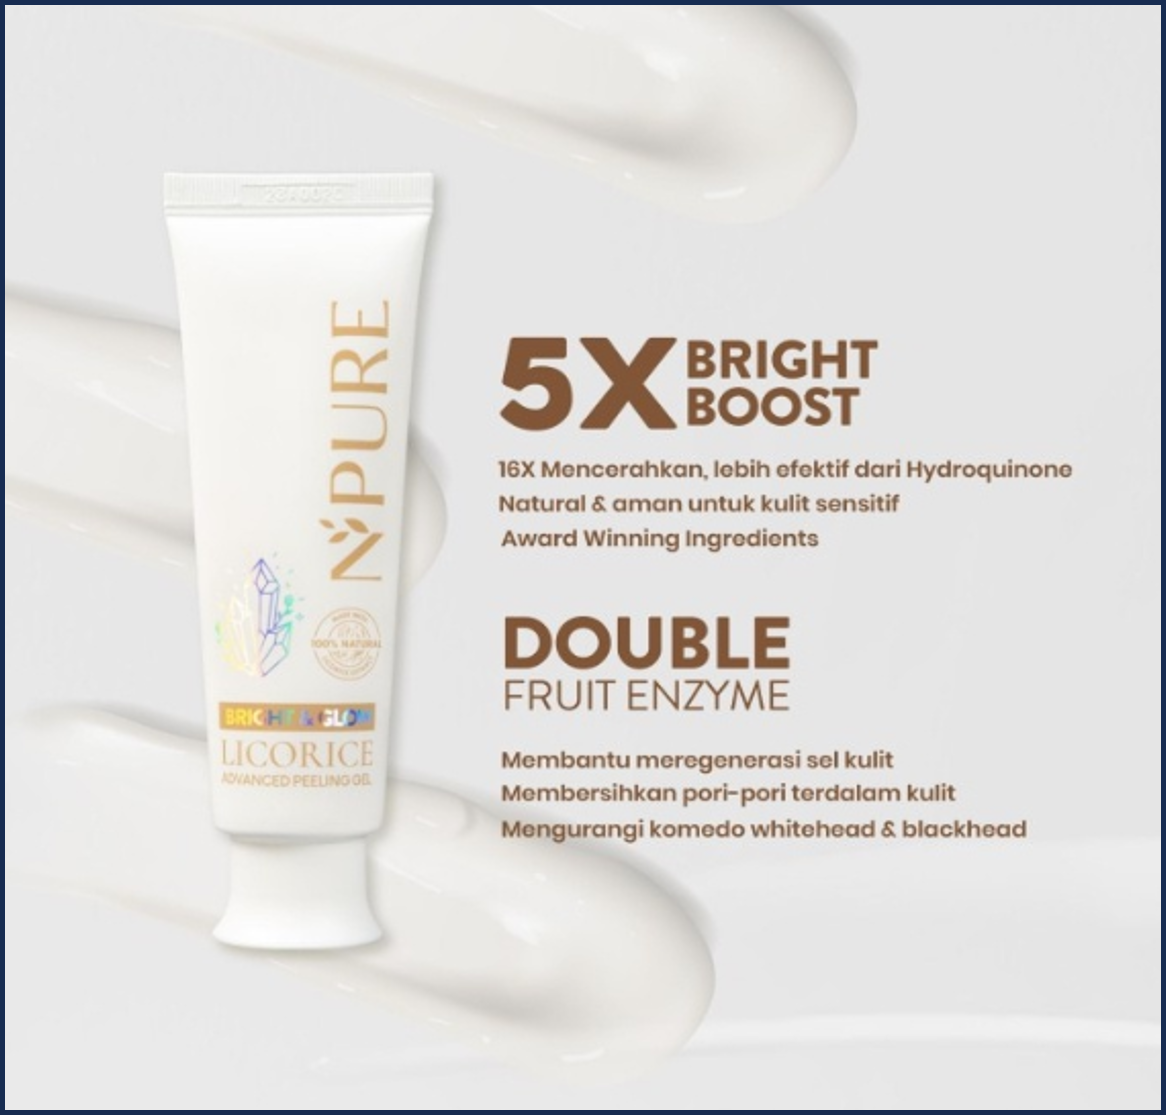 NPURE
100% NATURAL
BRIGHT & GLOW
LICORICE
ADVANCED PEELING GEL
5X BRIGHT
BOOST
16X Mencerahkan, lebih efektif dari Hydroquinone
Natural & aman untuk kulit sensitif
Award Winning Ingredients
DOUBLE
FRUIT ENZYME
Membantu meregenerasi sel kulit
Membersihkan pori-pori terdalam kulit
Mengurangi komedo whitehead & blackhead